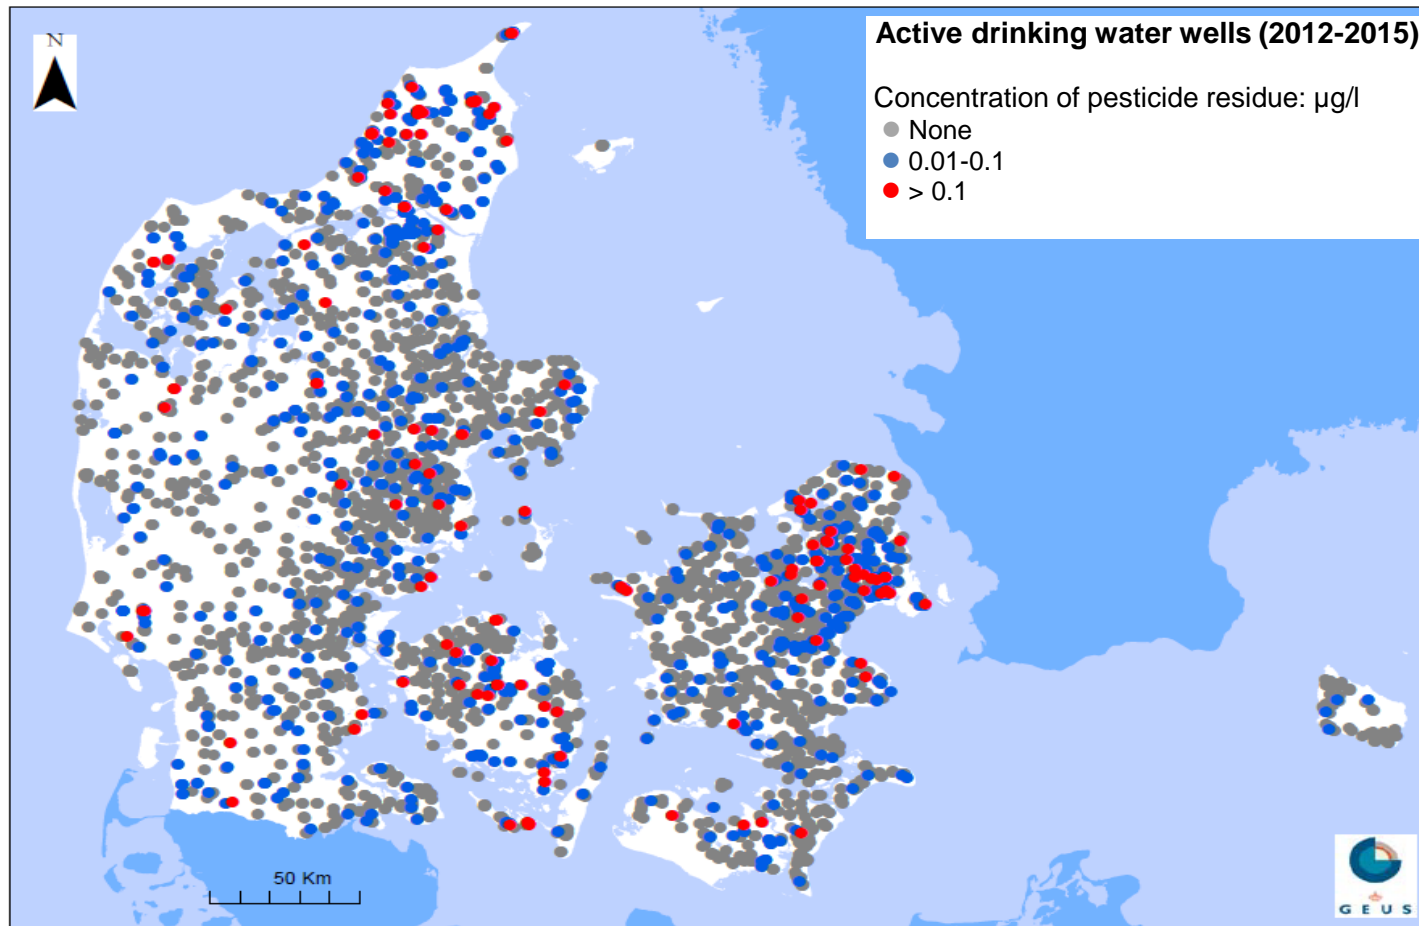 N
Active drinking water wells (2012-2015)
Concentration of pesticide residue: µg/l
None
0.01-0.1
> 0.1
50 Km
G E U S